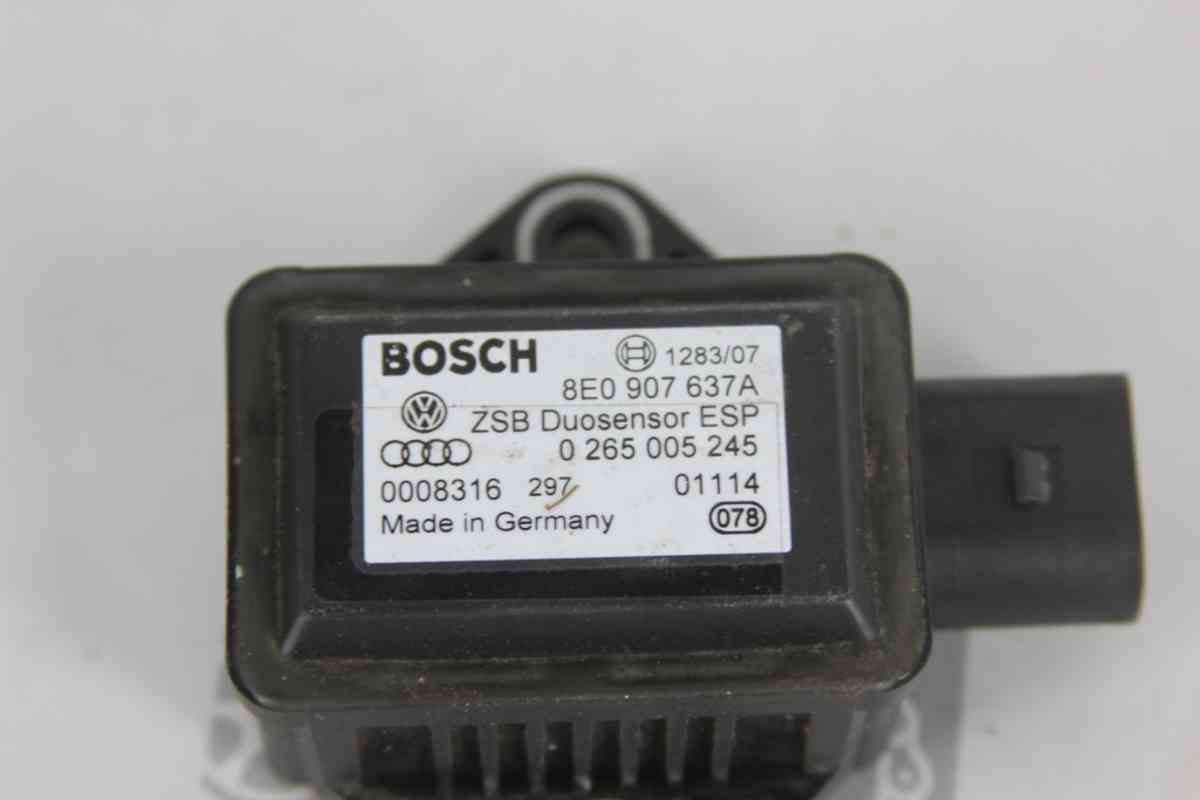 BOSCH 1283/07
8E0 907 637A
ZSB Duosensor ESP
0 265 005 245
0008316 297 01114
Made in Germany 078